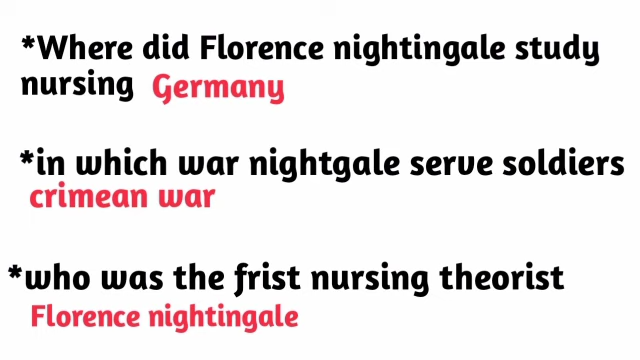 *Where did Florence nightingale study
nursing Germany
*in which war nightgale serve soldiers
crimean war
*who was the frist nursing theorist
Florence nightingale